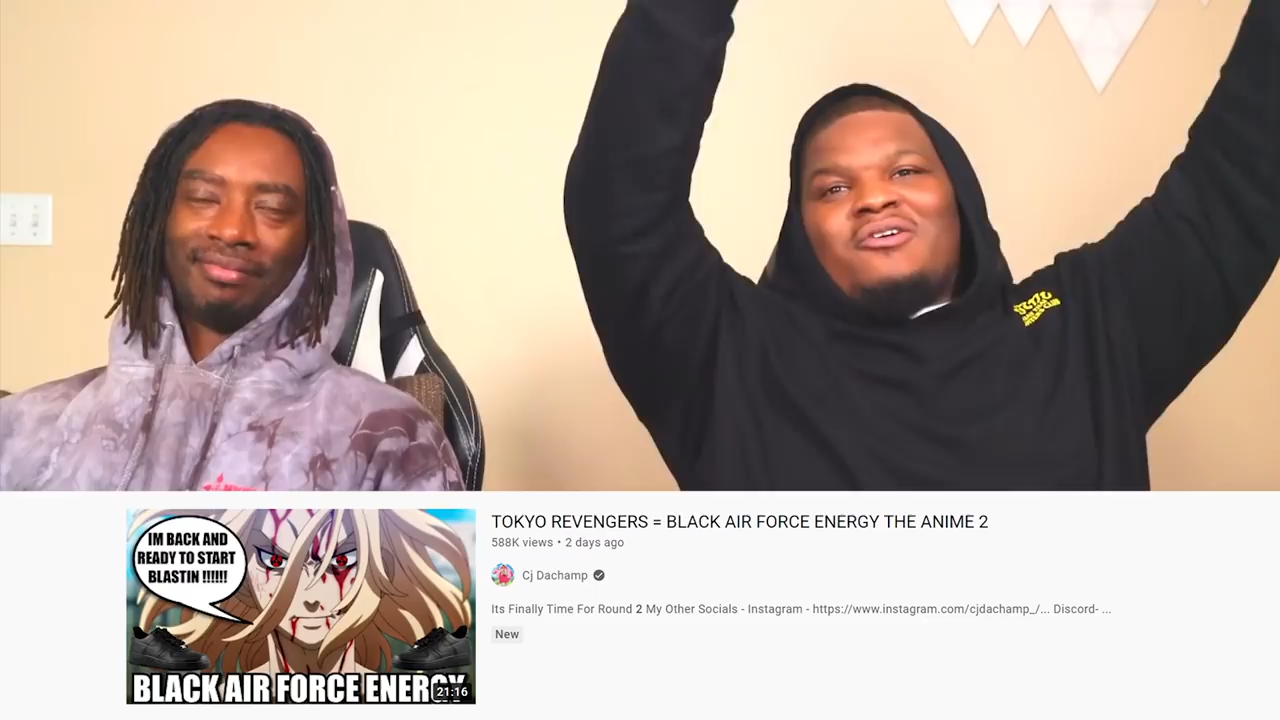 TOKYO REVENGERS = BLACK AIR FORCE ENERGY THE ANIME 2
588K views • 2 days ago
Cj Dachamp
Its Finally Time For Round 2 My Other Socials - Instagram - https://www.instagram.com/cjdachamp_/... Discord- ...
New
IM BACK AND
READY TO START
BLASTIN !!!!!!
BLACK AIR FORCE ENERGY
21:16